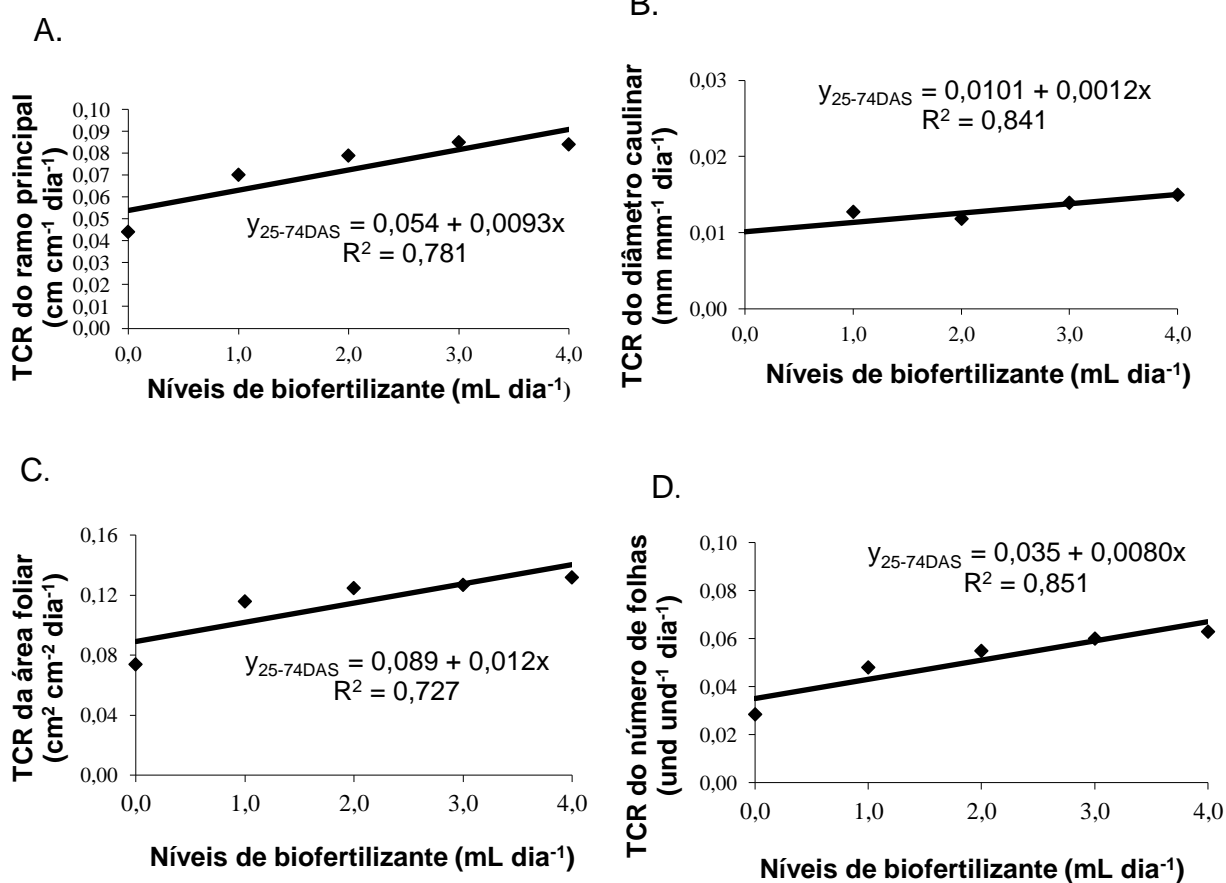 A.
TCR do ramo principal
(cm cm⁻¹ dia⁻¹)
0,10
0,09
0,08
0,07
0,06
0,05
0,04
0,03
0,02
0,01
0,00
y25-74DAS = 0,054 + 0,0093x
R² = 0,781
0,0 1,0 2,0 3,0 4,0
Níveis de biofertilizante (mL dia⁻¹)
B.
TCR do diâmetro caulinar
(mm mm⁻¹ dia⁻¹)
0,03
0,02
0,01
0,00
y25-74DAS = 0,0101 + 0,0012x
R² = 0,841
0,0 1,0 2,0 3,0 4,0
Níveis de biofertilizante (mL dia⁻¹)
C.
TCR da área foliar
(cm² cm⁻² dia⁻¹)
0,16
0,12
0,08
0,04
0,00
y25-74DAS = 0,089 + 0,012x
R² = 0,727
0,0 1,0 2,0 3,0 4,0
Níveis de biofertilizante (mL dia⁻¹)
D.
TCR do número de folhas
(und und⁻¹ dia⁻¹)
0,10
0,08
0,06
0,04
0,02
0,00
y25-74DAS = 0,035 + 0,0080x
R² = 0,851
0,0 1,0 2,0 3,0 4,0
Níveis de biofertilizante (mL dia⁻¹)